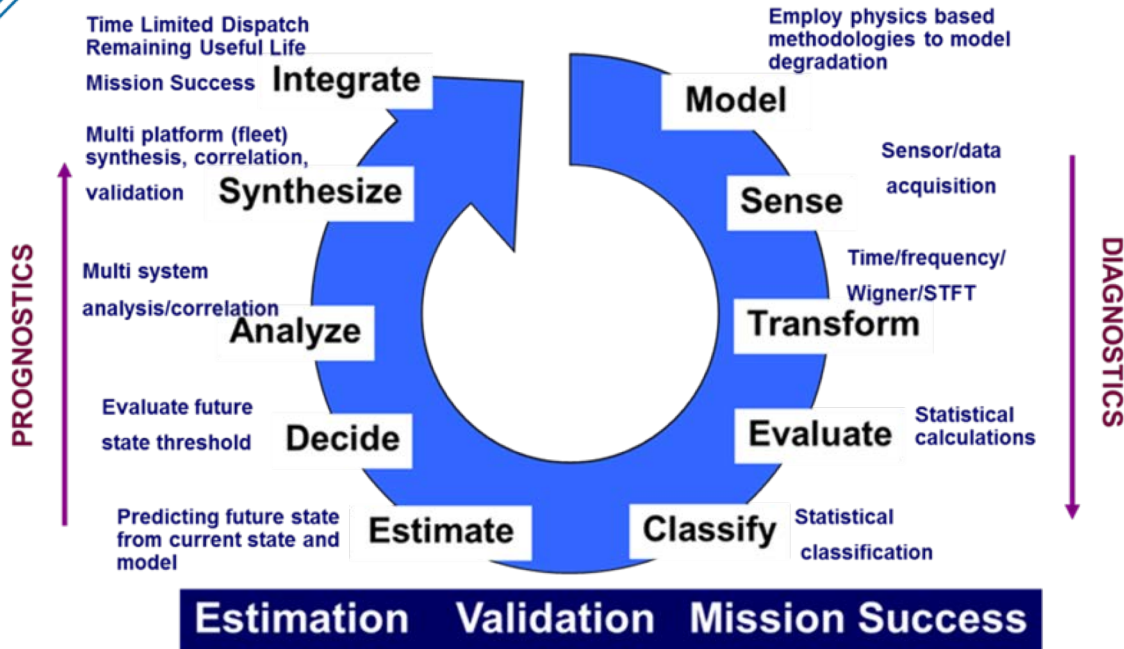 Time Limited Dispatch
Remaining Useful Life
Mission Success
Integrate
Employ physics based
methodologies to model
degradation
Model
Multi platform (fleet)
synthesis, correlation,
validation
Synthesize
Sensor/data
acquisition
Sense
PROGNOSTICS
DIAGNOSTICS
Multi system
analysis/correlation
Analyze
Time/frequency/
Wigner/STFT
Transform
Evaluate future
state threshold
Decide
Evaluate
Statistical
calculations
Predicting future state
from current state and
model
Estimate
Classify
Statistical
classification
Estimation Validation Mission Success